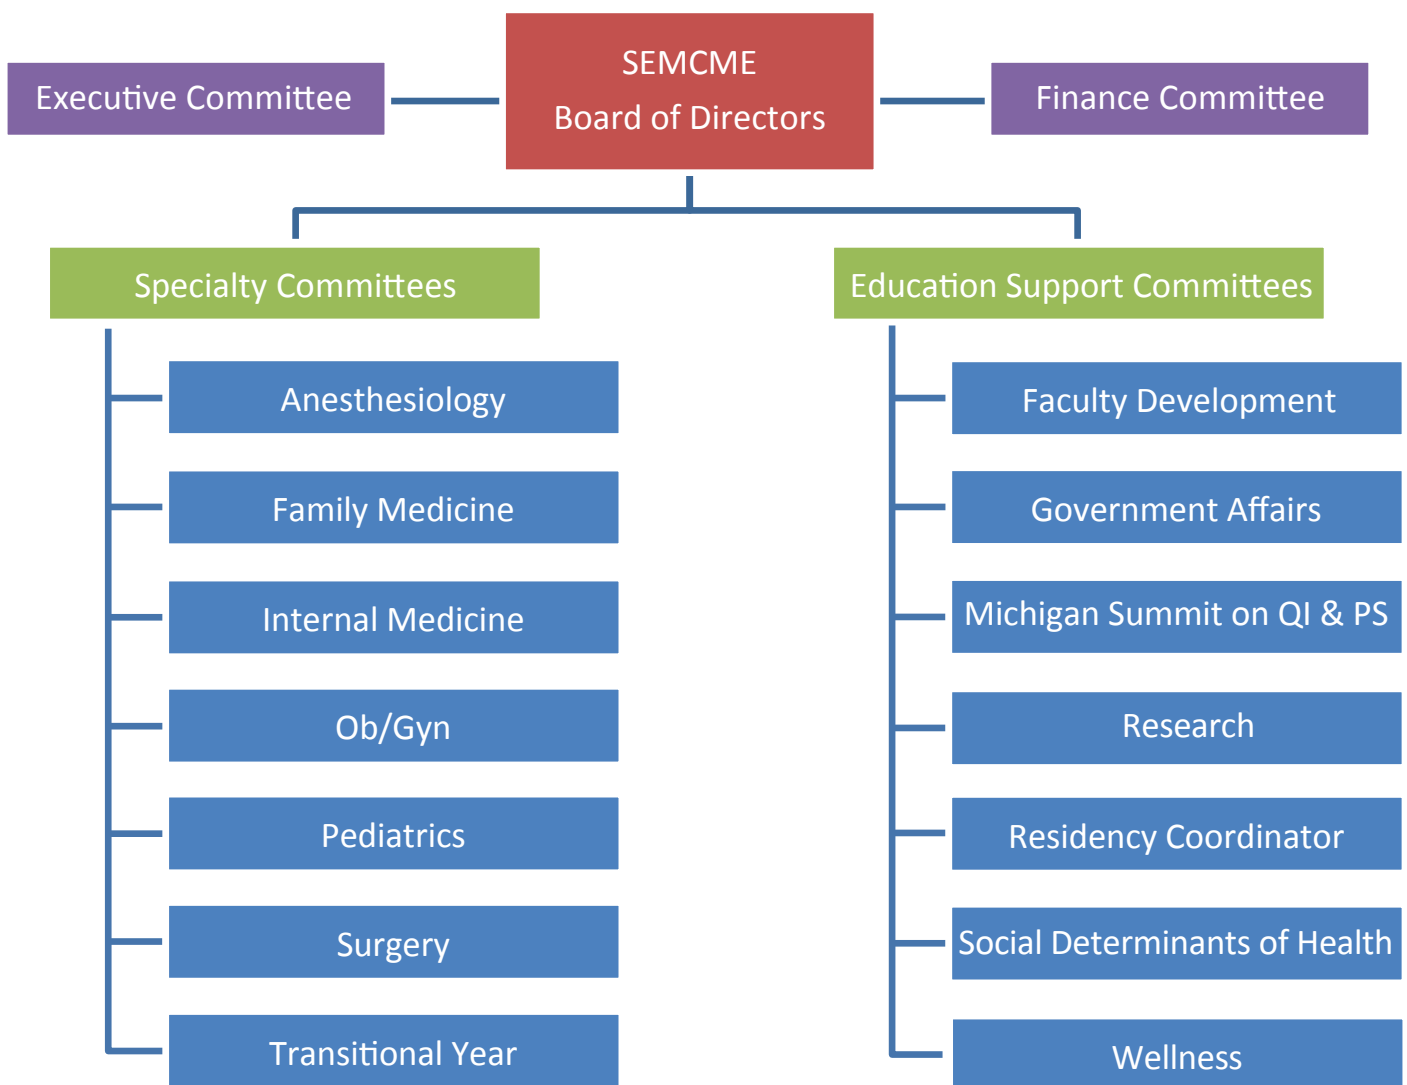 SEMCME
Board of Directors
Executive Committee
Finance Committee
Specialty Committees
Anesthesiology
Family Medicine
Internal Medicine
Ob/Gyn
Pediatrics
Surgery
Transitional Year
Education Support Committees
Faculty Development
Government Affairs
Michigan Summit on QI & PS
Research
Residency Coordinator
Social Determinants of Health
Wellness